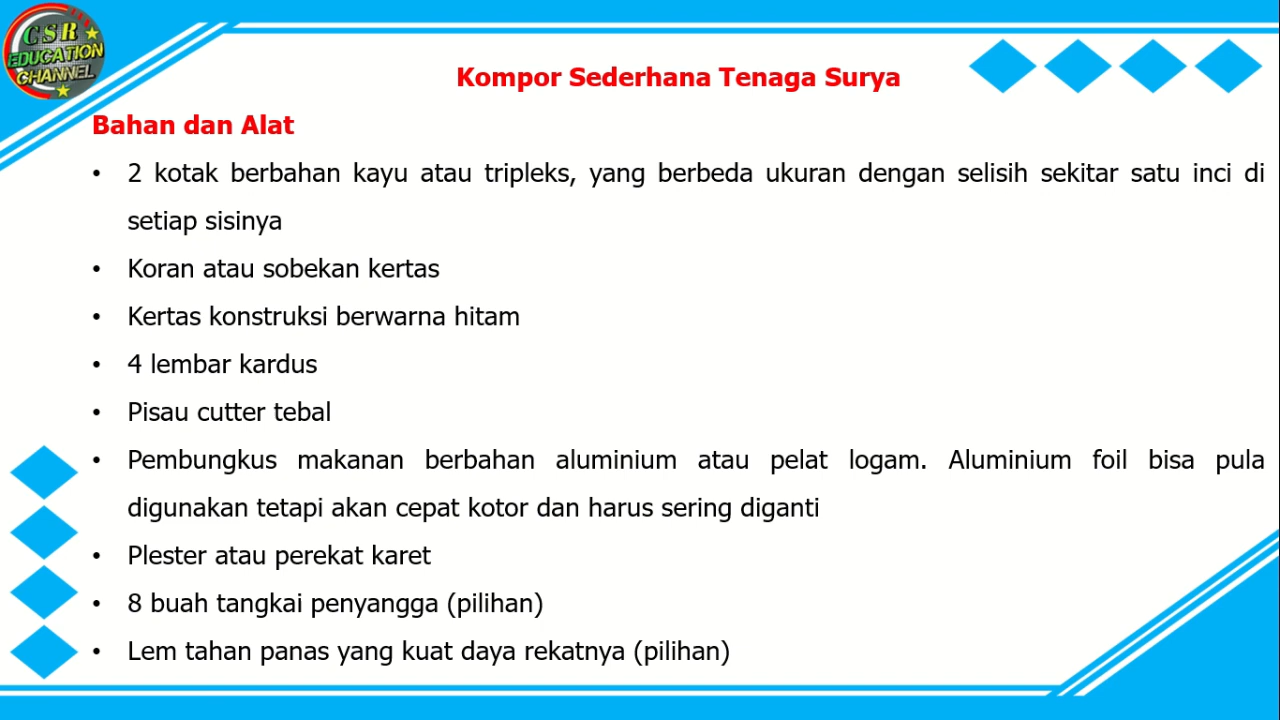 CSR
EDUCATION
CHANNEL
Kompor Sederhana Tenaga Surya
Bahan dan Alat
• 2 kotak berbahan kayu atau tripleks, yang berbeda ukuran dengan selisih sekitar satu inci di
setiap sisinya
• Koran atau sobekan kertas
• Kertas konstruksi berwarna hitam
• 4 lembar kardus
• Pisau cutter tebal
• Pembungkus makanan berbahan aluminium atau pelat logam. Aluminium foil bisa pula
digunakan tetapi akan cepat kotor dan harus sering diganti
• Plester atau perekat karet
• 8 buah tangkai penyangga (pilihan)
• Lem tahan panas yang kuat daya rekatnya (pilihan)